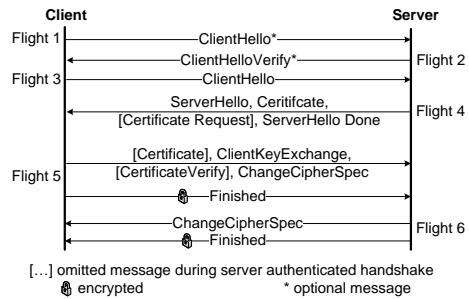 Client Server
Flight 1 ClientHello*
ClientHelloVerify* Flight 2
Flight 3 ClientHello
ServerHello, Ceritifcate,
[Certificate Request], ServerHello Done Flight 4
[Certificate], ClientKeyExchange,
Flight 5 [CertificateVerify], ChangeCipherSpec
Finished
ChangeCipherSpec
Flight 6
Finished
[…] omitted message during server authenticated handshake
encrypted * optional message